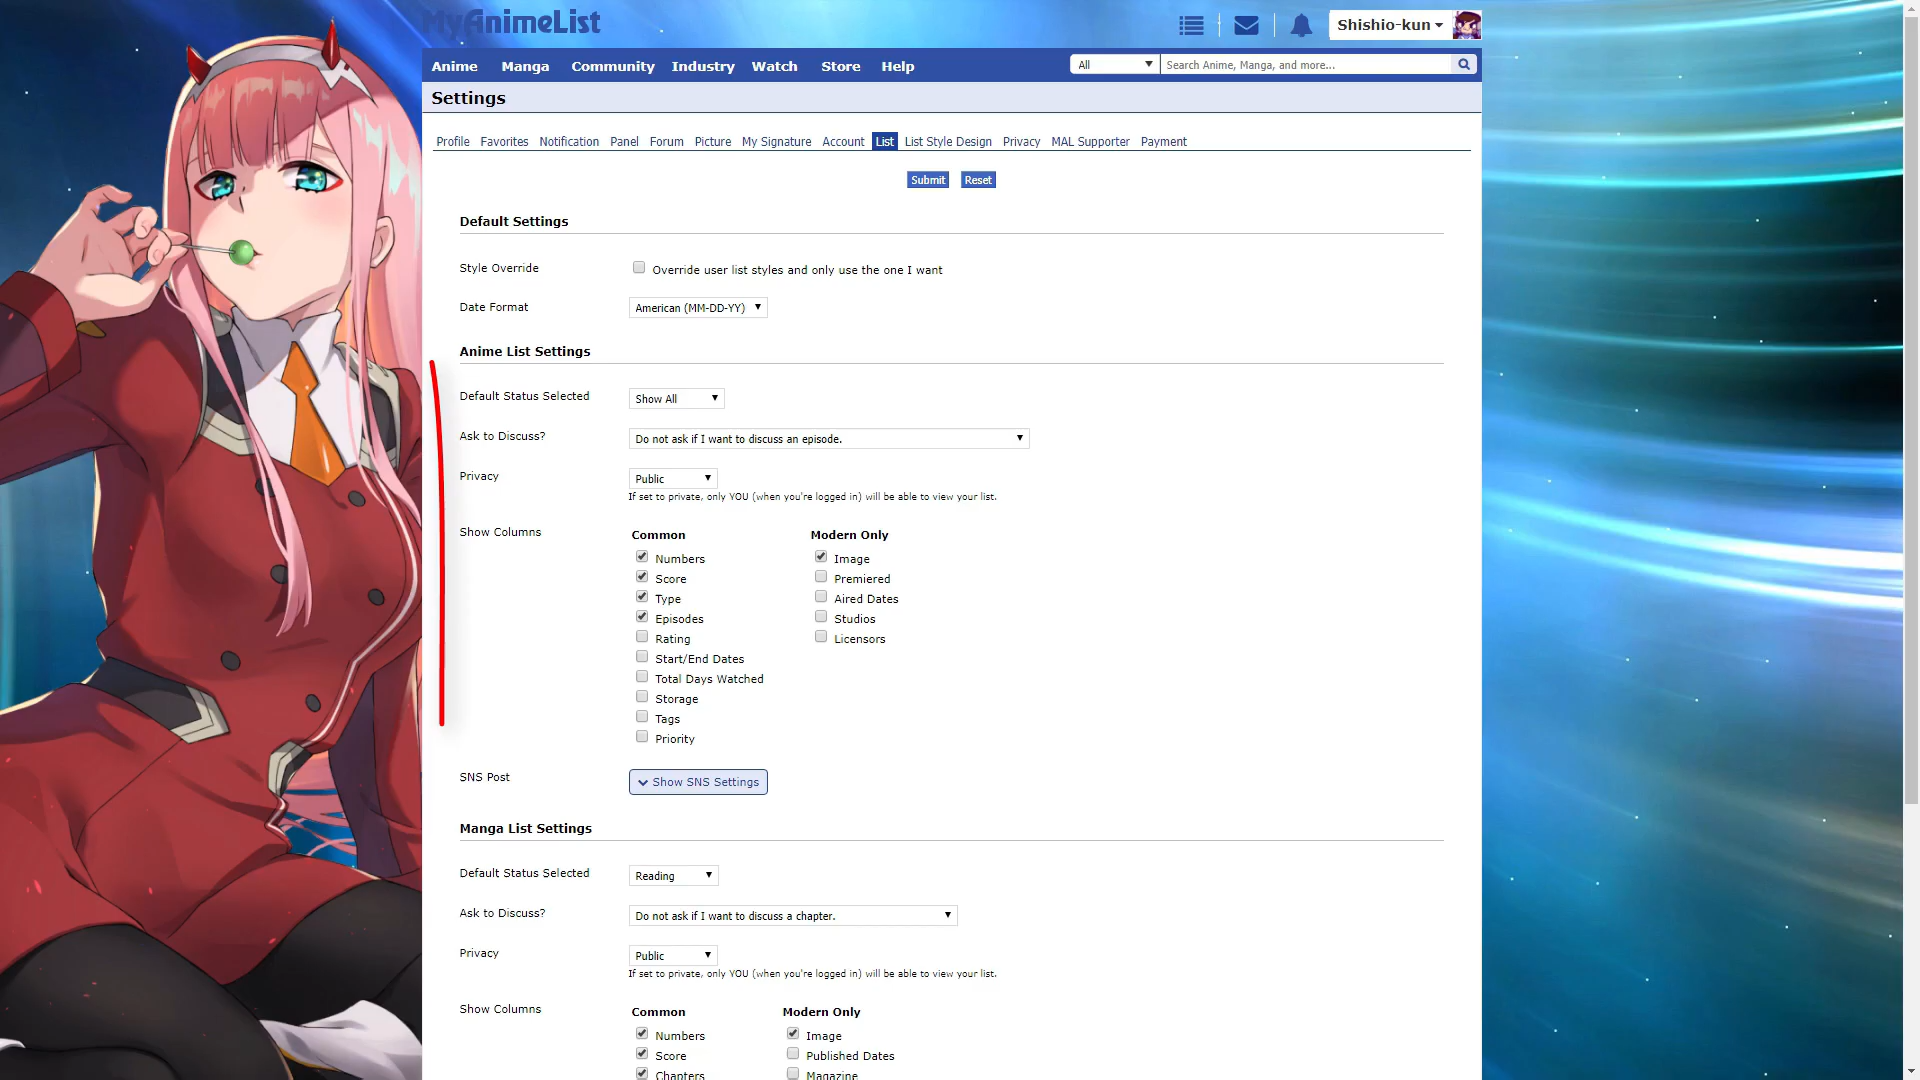 MyAnimeList
Shishio-kun
Anime Manga Community Industry Watch Store Help
All Search Anime, Manga, and more...
Settings
Profile Favorites Notification Panel Forum Picture My Signature Account List List Style Design Privacy MAL Supporter Payment
Submit Reset
Default Settings
Style Override Override user list styles and only use the one I want
Date Format American (MM-DD-YY)
Anime List Settings
Default Status Selected Show All
Ask to Discuss? Do not ask if I want to discuss an episode.
Privacy Public
If set to private, only YOU (when you're logged in) will be able to view your list.
Show Columns Common Modern Only
Numbers Image
Score Premiered
Type Aired Dates
Episodes Studios
Rating Licensors
Start/End Dates
Total Days Watched
Storage
Tags
Priority
SNS Post Show SNS Settings
Manga List Settings
Default Status Selected Reading
Ask to Discuss? Do not ask if I want to discuss a chapter.
Privacy Public
If set to private, only YOU (when you're logged in) will be able to view your list.
Show Columns Common Modern Only
Numbers Image
Score Published Dates
Chapters Magazine